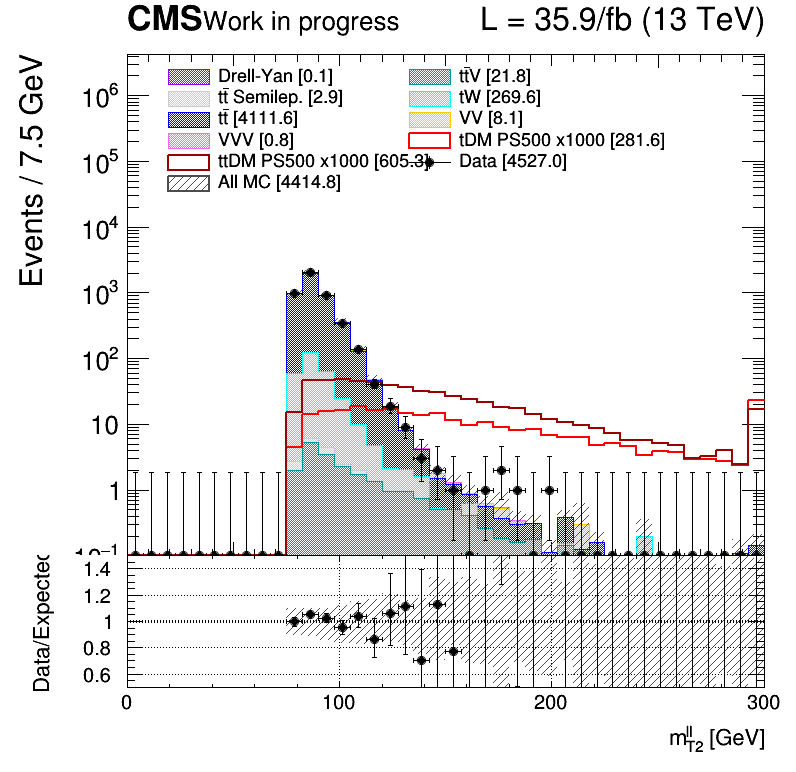 CMS Work in progress L = 35.9/fb (13 TeV)
Events / 7.5 GeV
Drell-Yan [0.1] tt̄V [21.8]
tt̄ Semilep. [2.9] tW [269.6]
tt̄ [4111.6] VV [8.1]
VVV [0.8] tDM PS500 x1000 [281.6]
ttDM PS500 x1000 [605.3] Data [4527.0]
All MC [4414.8]
10⁶
10⁵
10⁴
10³
10²
10
1
10⁻¹
Data/Expected
1.4
1.2
1
0.8
0.6
0 100 200 300
m_T2^ll [GeV]